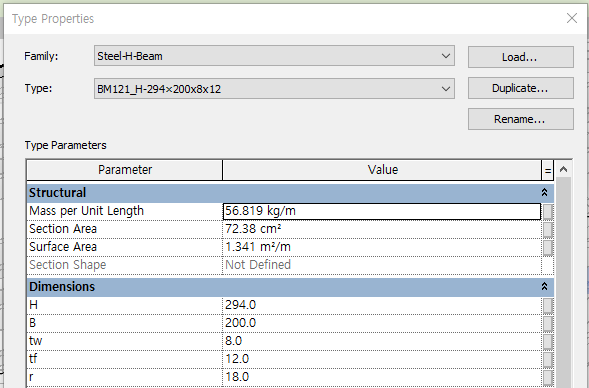 Type Properties
Family: Steel-H-Beam Load...
Type: BM121_H-294×200x8x12 Duplicate...
Rename...
Type Parameters
Parameter Value =
Structural
Mass per Unit Length 56.819 kg/m
Section Area 72.38 cm²
Surface Area 1.341 m²/m
Section Shape Not Defined
Dimensions
H 294.0
B 200.0
tw 8.0
tf 12.0
r 18.0